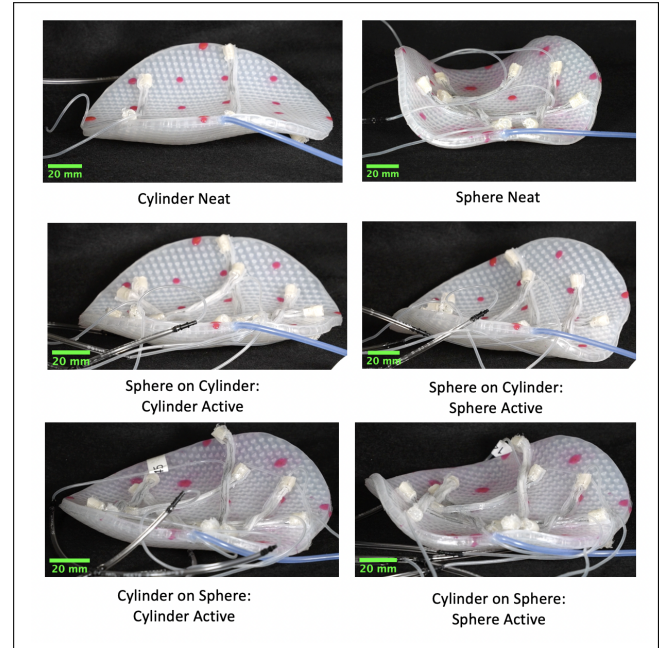 20 mm
Cylinder Neat
20 mm
Sphere Neat
20 mm
Sphere on Cylinder:
Cylinder Active
20 mm
Sphere on Cylinder:
Sphere Active
45
20 mm
Cylinder on Sphere:
Cylinder Active
20 mm
Cylinder on Sphere:
Sphere Active